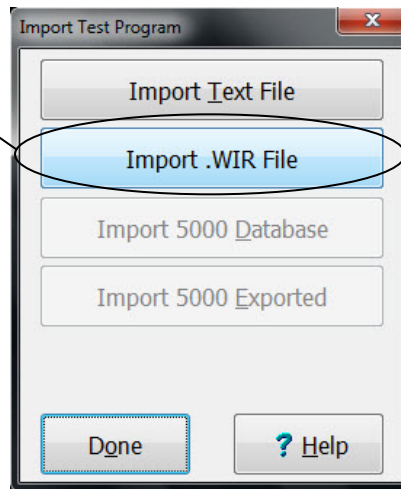 Import Test Program
Import Text File
Import .WIR File
Import 5000 Database
Import 5000 Exported
Done
? Help